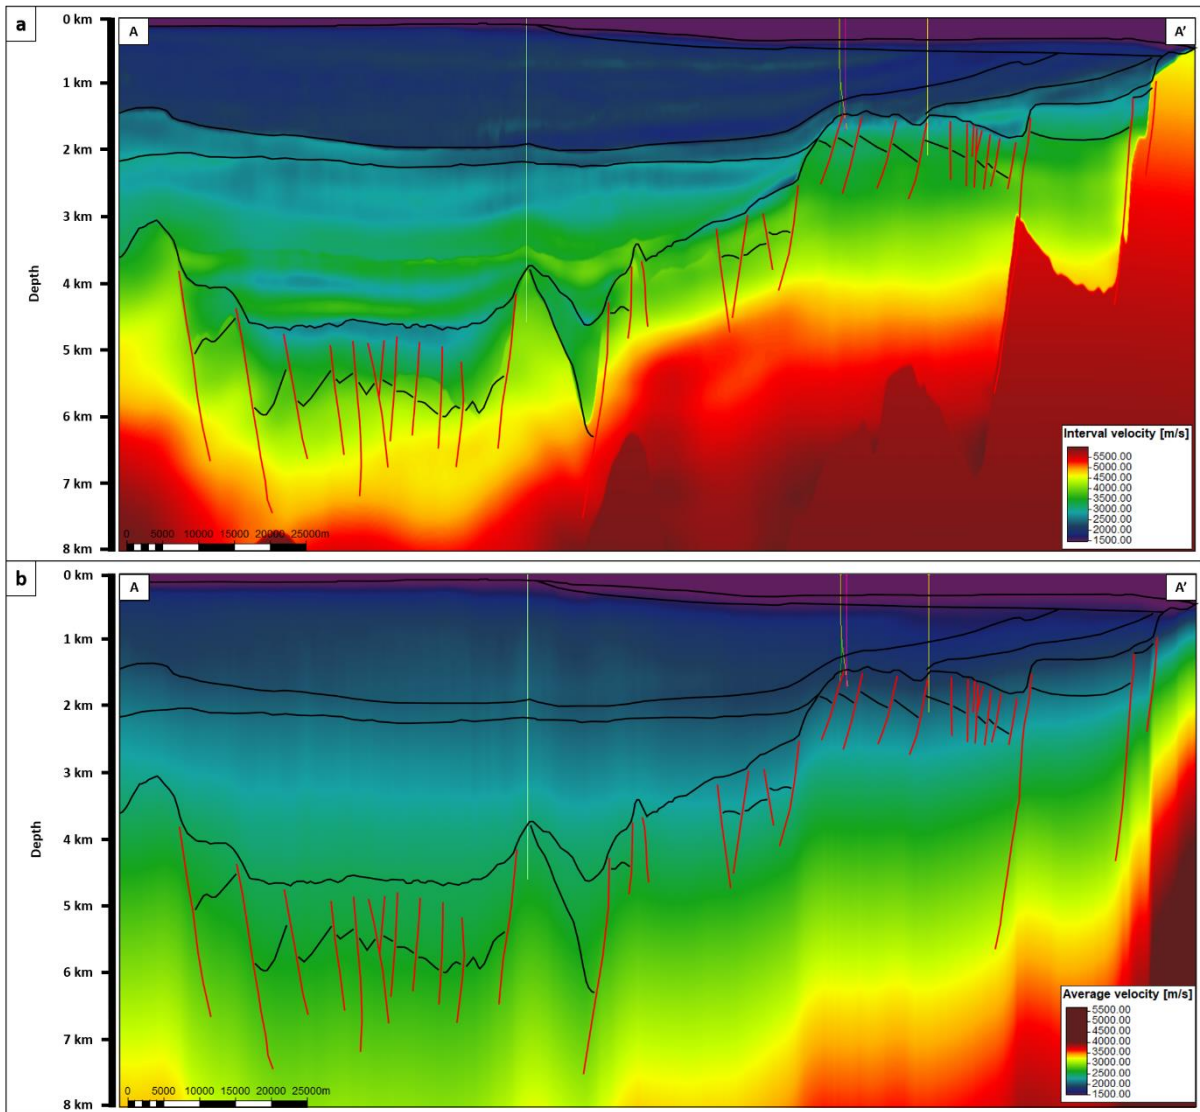 a
A
A'
0 km
1 km
2 km
3 km
4 km
5 km
6 km
7 km
8 km
Depth
0 5000 10000 15000 20000 25000m
Interval velocity [m/s]
5500.00
5000.00
4500.00
4000.00
3500.00
3000.00
2500.00
2000.00
1500.00
b
A
A'
0 km
1 km
2 km
3 km
4 km
5 km
6 km
7 km
8 km
Depth
0 5000 10000 15000 20000 25000m
Average velocity [m/s]
5500.00
5000.00
4500.00
4000.00
3500.00
3000.00
2500.00
2000.00
1500.00